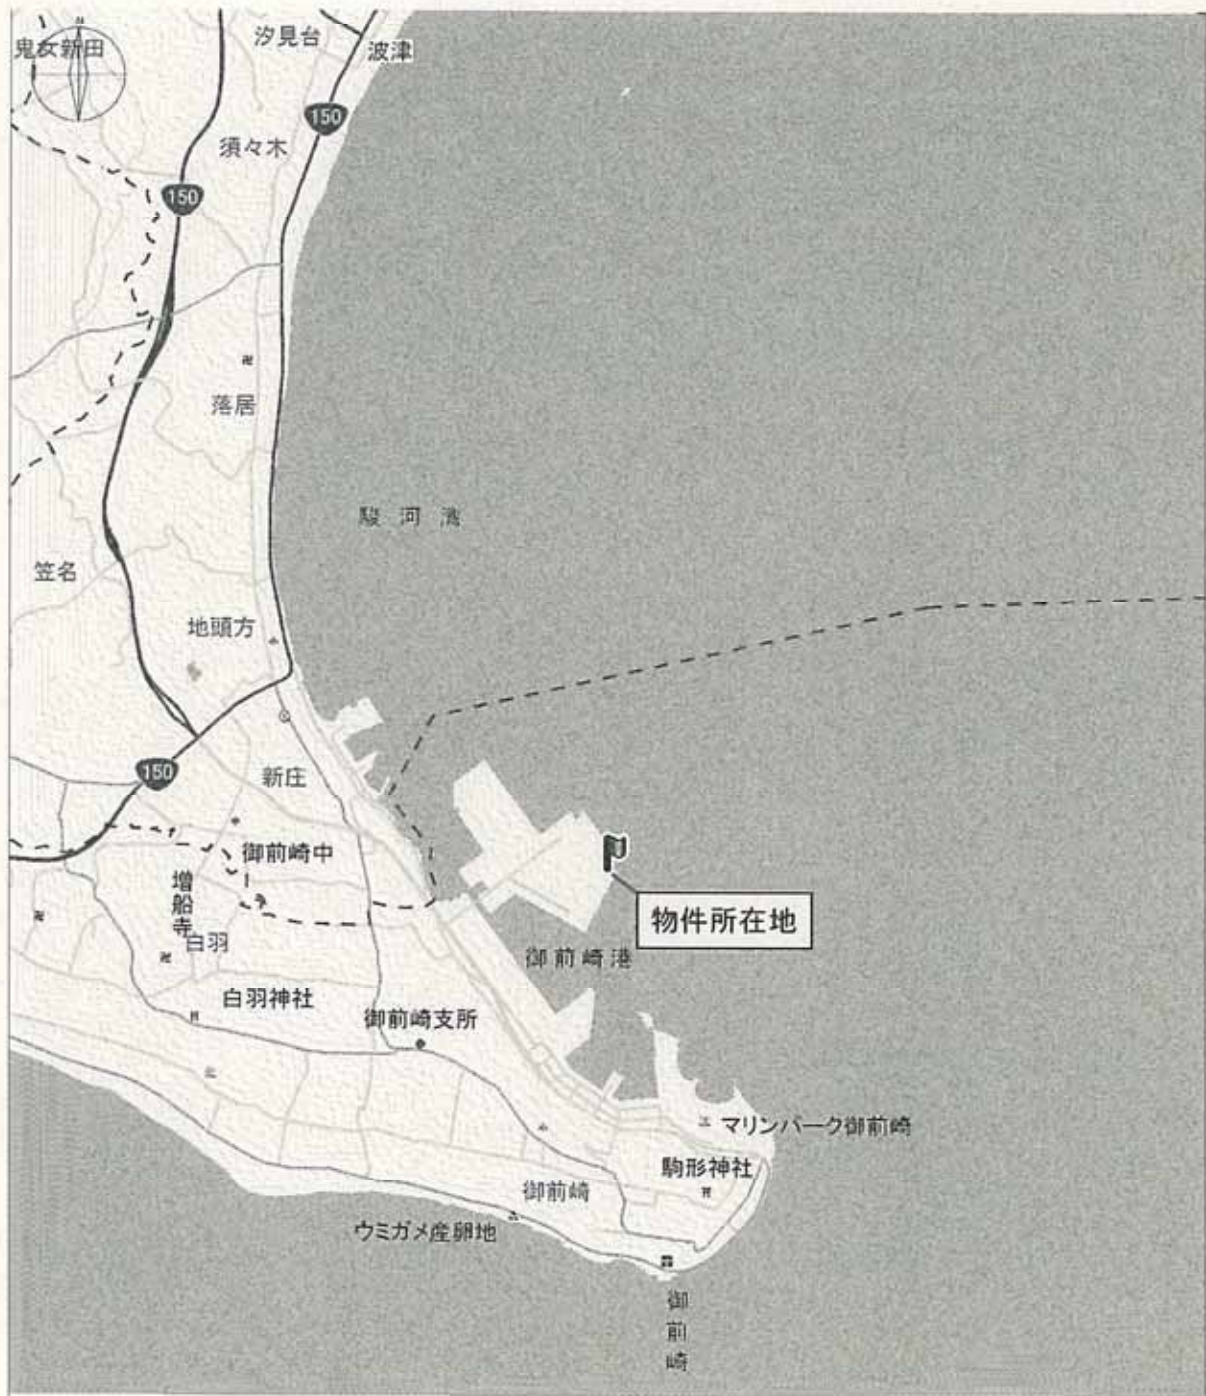 鬼女新田
汐見台
波津
150
須々木
150
落居
駿河湾
笠名
地頭方
150
新庄
御前崎中
増船寺
白羽
物件所在地
御前崎港
白羽神社
御前崎支所
マリンパーク御前崎
駒形神社
御前崎
ウミガメ産卵地
御前崎